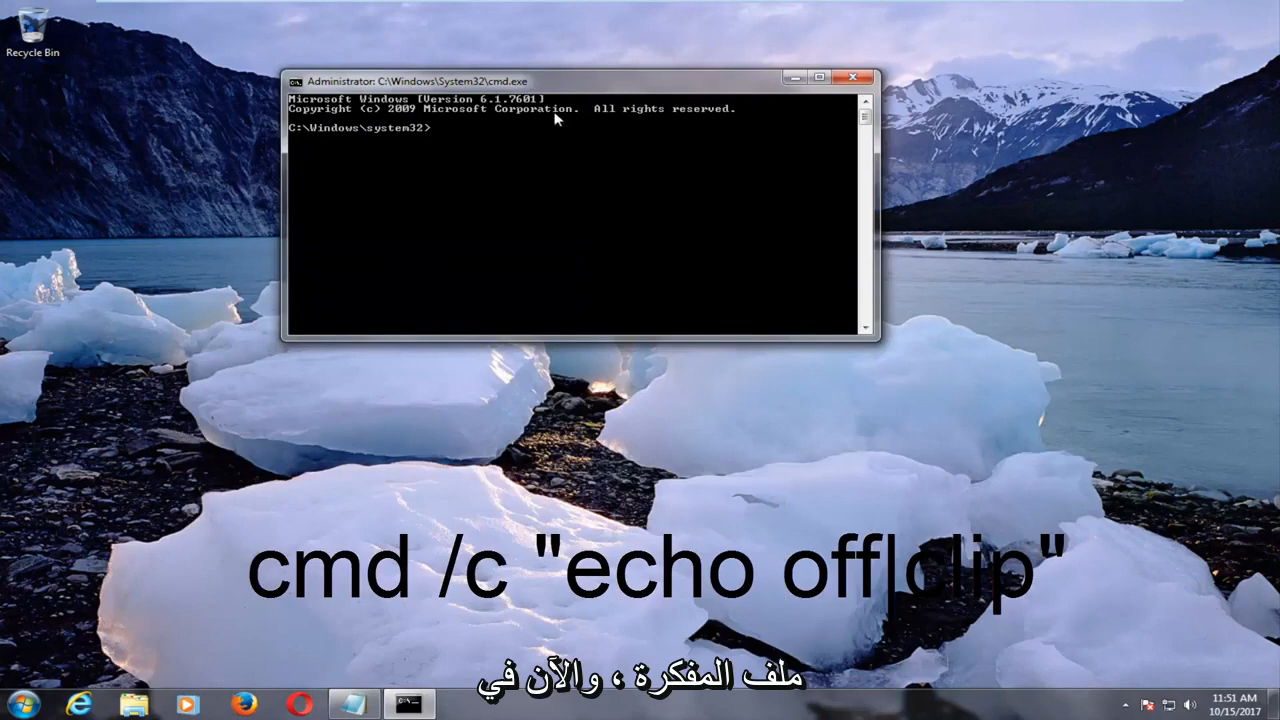 Recycle Bin
Administrator: C:\Windows\System32\cmd.exe
Microsoft Windows [Version 6.1.7601]
Copyright (c) 2009 Microsoft Corporation.  All rights reserved.
C:\Windows\system32>
cmd /c "echo off|clip"
ملف المفكرة ، والآن في
11:51 AM
10/15/2017